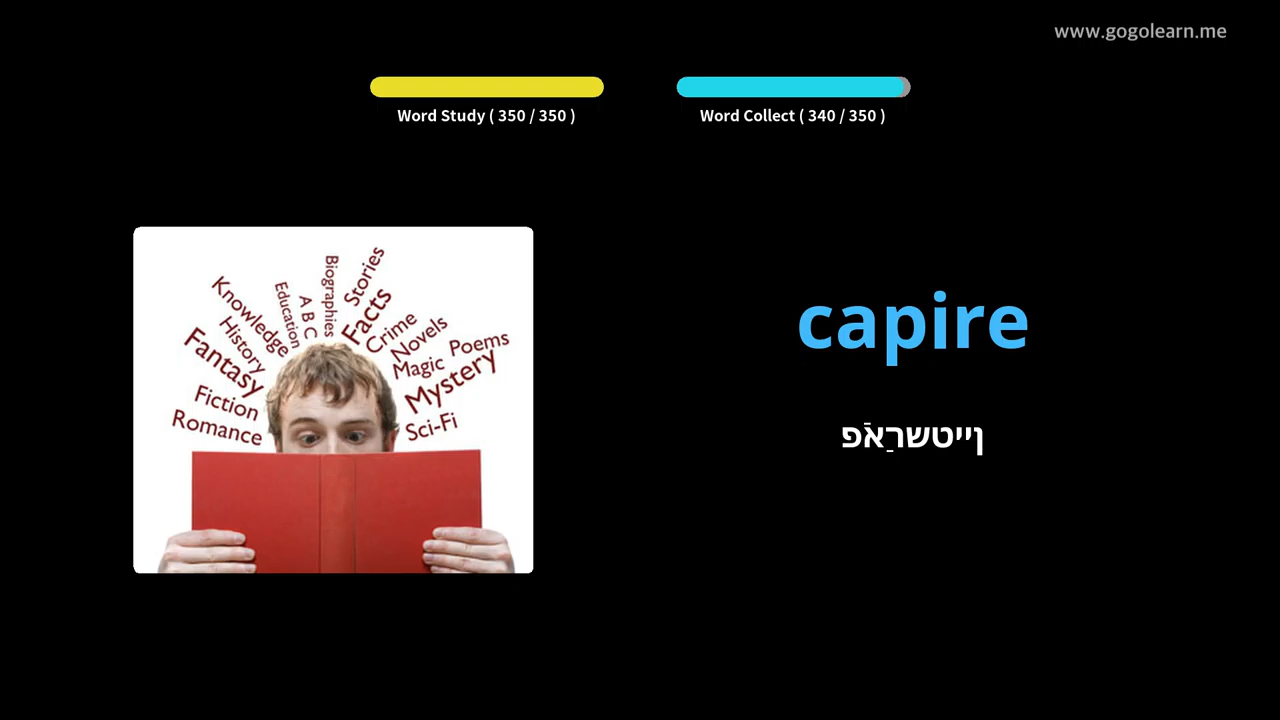 www.gogolearn.me
Word Study ( 350 / 350 )
Word Collect ( 340 / 350 )
Knowledge
Education
A B C
Biographies
Stories
Facts
Crime
Novels
Magic
Poems
Mystery
Sci-Fi
History
Fantasy
Fiction
Romance
capire
ןייטשרַאֿפ